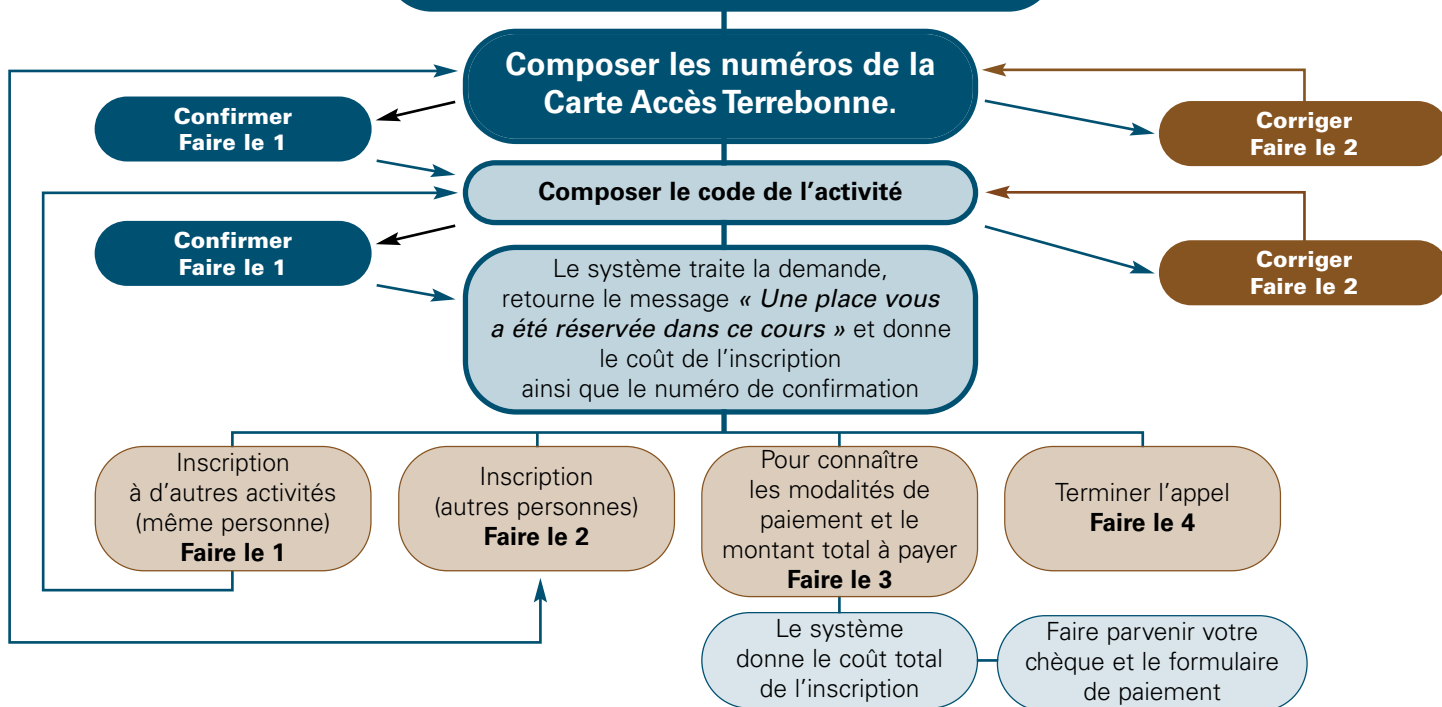 Composer les numéros de la
Carte Accès Terrebonne.
Confirmer
Faire le 1
Corriger
Faire le 2
Composer le code de l’activité
Confirmer
Faire le 1
Corriger
Faire le 2
Le système traite la demande,
retourne le message « Une place vous
a été réservée dans ce cours » et donne
le coût de l’inscription
ainsi que le numéro de confirmation
Inscription
à d’autres activités
(même personne)
Faire le 1
Inscription
(autres personnes)
Faire le 2
Pour connaître
les modalités de
paiement et le
montant total à payer
Faire le 3
Terminer l’appel
Faire le 4
Le système
donne le coût total
de l’inscription
Faire parvenir votre
chèque et le formulaire
de paiement